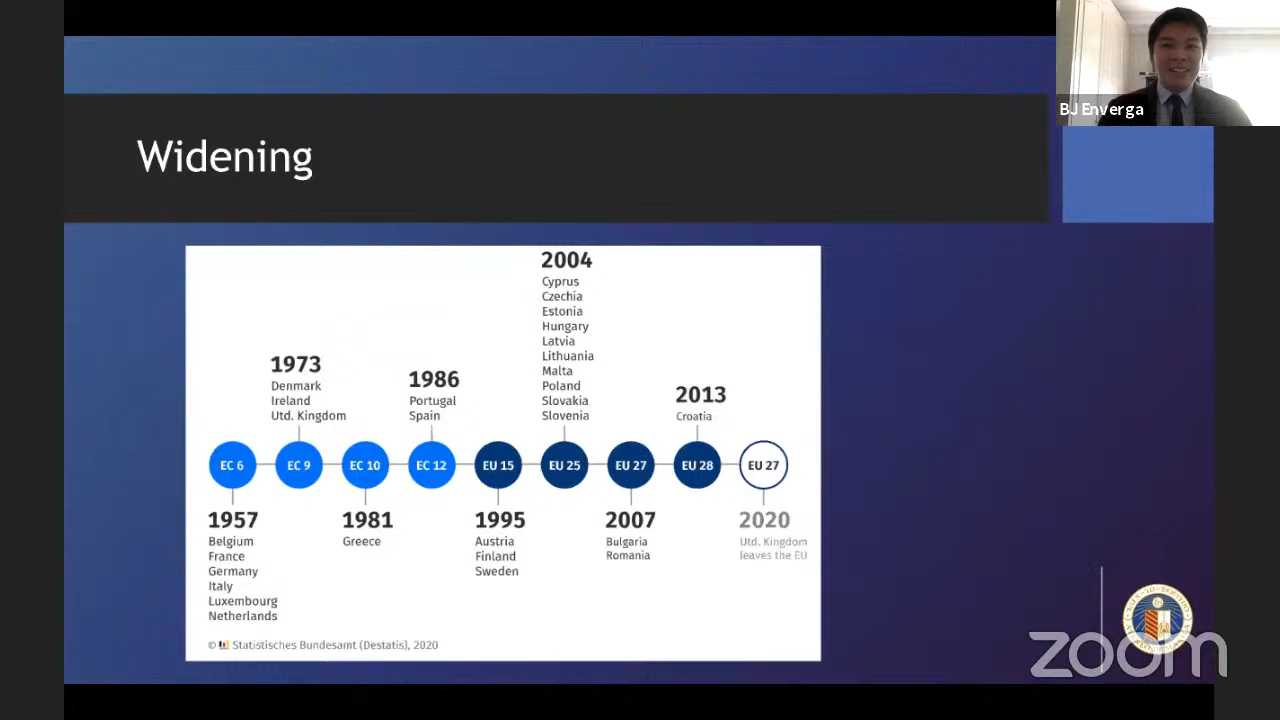 BJ Enverga
Widening
2004
Cyprus
Czechia
Estonia
Hungary
Latvia
Lithuania
Malta
Poland
Slovakia
Slovenia
1973
Denmark
Ireland
Utd. Kingdom
1986
Portugal
Spain
2013
Croatia
EC 6
EC 9
EC 10
EC 12
EU 15
EU 25
EU 27
EU 28
EU 27
1957
Belgium
France
Germany
Italy
Luxembourg
Netherlands
1981
Greece
1995
Austria
Finland
Sweden
2007
Bulgaria
Romania
2020
Utd. Kingdom
leaves the EU
© Statistisches Bundesamt (Destatis), 2020
zoom